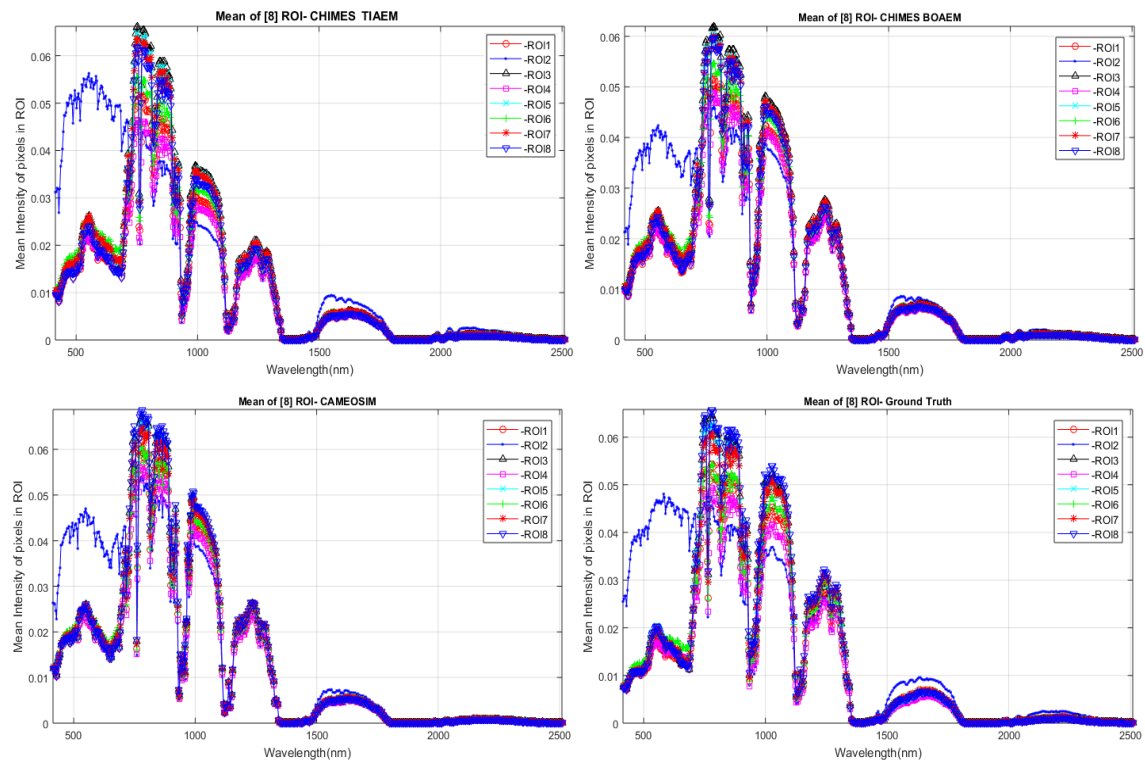 Mean of [8] ROI- CHIMES TIAEM
Mean Intensity of pixels in ROI
0.06
0.05
0.04
0.03
0.02
0.01
0
500 1000 1500 2000 2500
Wavelength(nm)
-ROI1
-ROI2
-ROI3
-ROI4
-ROI5
-ROI6
-ROI7
-ROI8
Mean of [8] ROI- CHIMES BOAEM
Mean Intensity of pixels in ROI
0.06
0.05
0.04
0.03
0.02
0.01
0
500 1000 1500 2000 2500
Wavelength(nm)
-ROI1
-ROI2
-ROI3
-ROI4
-ROI5
-ROI6
-ROI7
-ROI8
Mean of [8] ROI- CAMEOSIM
Mean Intensity of pixels in ROI
0.06
0.05
0.04
0.03
0.02
0.01
0
500 1000 1500 2000 2500
Wavelength(nm)
-ROI1
-ROI2
-ROI3
-ROI4
-ROI5
-ROI6
-ROI7
-ROI8
Mean of [8] ROI- Ground Truth
Mean Intensity of pixels in ROI
0.06
0.05
0.04
0.03
0.02
0.01
0
500 1000 1500 2000 2500
Wavelength(nm)
-ROI1
-ROI2
-ROI3
-ROI4
-ROI5
-ROI6
-ROI7
-ROI8